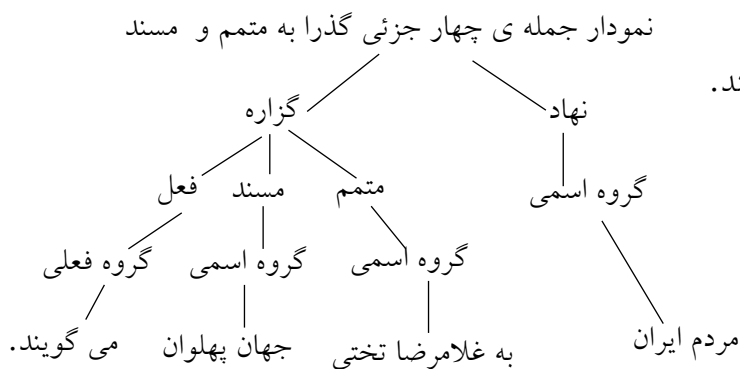 نمودار جمله ی چهار جزئی گذرا به متمم و مسند
ند.
نهاد گزاره
گروه اسمی متمم مسند فعل
گروه اسمی گروه اسمی گروه فعلی
مردم ایران به غلامرضا تختی جهان پهلوان می گویند.